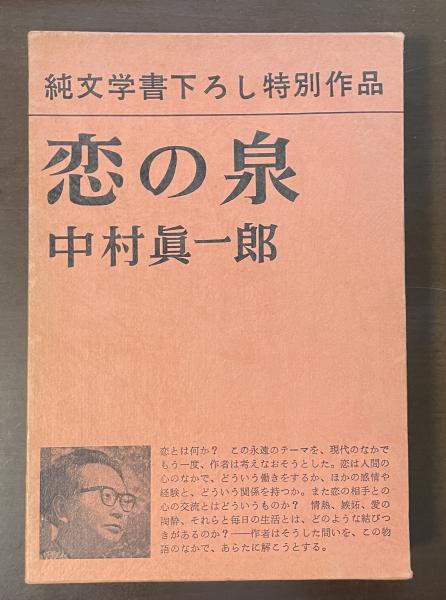 純文学書下ろし特別作品
恋の泉
中村眞一郎
恋とは何か？　この永遠のテーマを、現代のなかで
もう一度、作者は考えなおそうとした。恋は人間の
心のなかで、どういう働きをするか、ほかの感情や
経験と、どういう関係を持つか。また恋の相手との
心の交流とはどういうものか？　情熱、嫉妬、愛の
陶酔、それらと毎日の生活とは、どのような結びつ
きがあるのか？──作者はそうした問いを、この物
語のなかで、あらたに解こうとする。